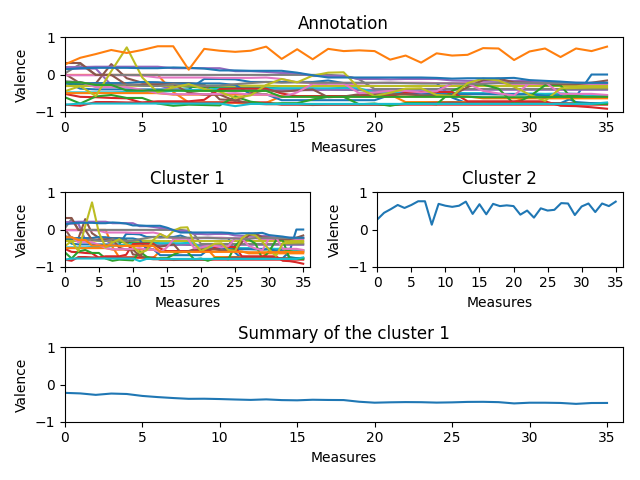 Annotation
1
0
−1
Valence
0 5 10 15 20 25 30 35
Measures
Cluster 1
1
0
−1
Valence
0 5 10 15 20 25 30 35
Measures
Cluster 2
1
0
−1
Valence
0 5 10 15 20 25 30 35
Measures
Summary of the cluster 1
1
0
−1
Valence
0 5 10 15 20 25 30 35
Measures